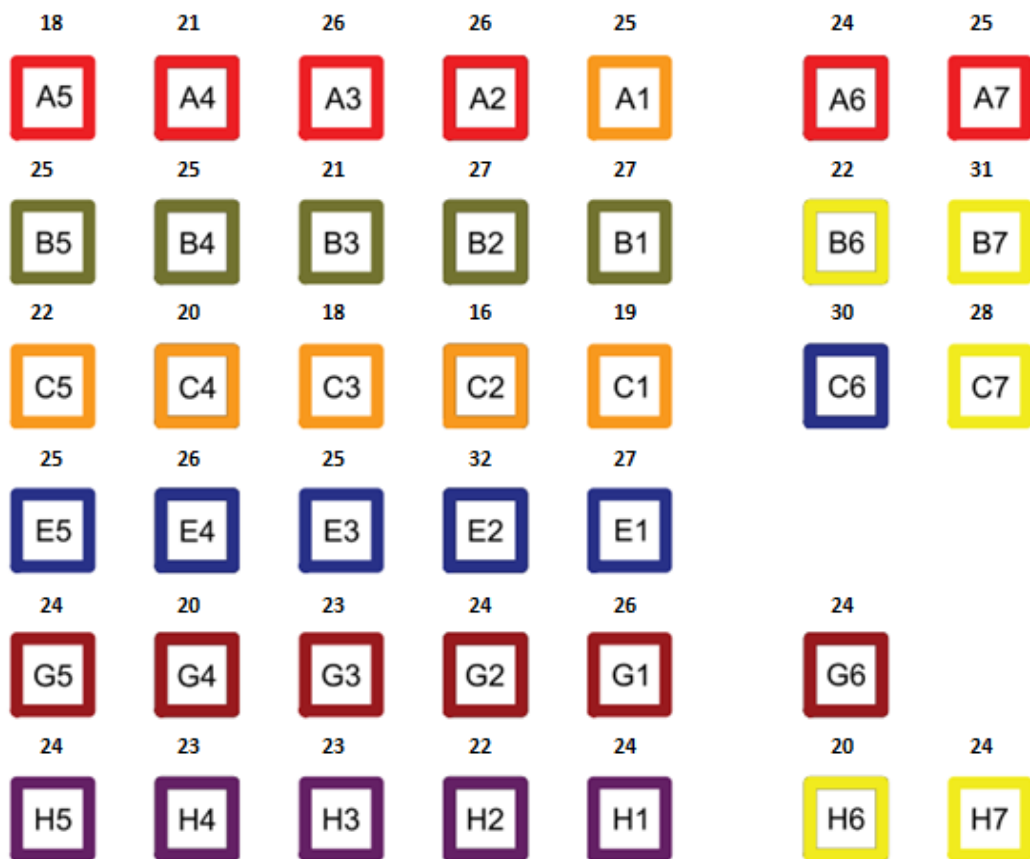 18 21 26 26 25 24 25
A5 A4 A3 A2 A1 A6 A7
25 25 21 27 27 22 31
B5 B4 B3 B2 B1 B6 B7
22 20 18 16 19 30 28
C5 C4 C3 C2 C1 C6 C7
25 26 25 32 27
E5 E4 E3 E2 E1
24 20 23 24 26 24
G5 G4 G3 G2 G1 G6
24 23 23 22 24 20 24
H5 H4 H3 H2 H1 H6 H7